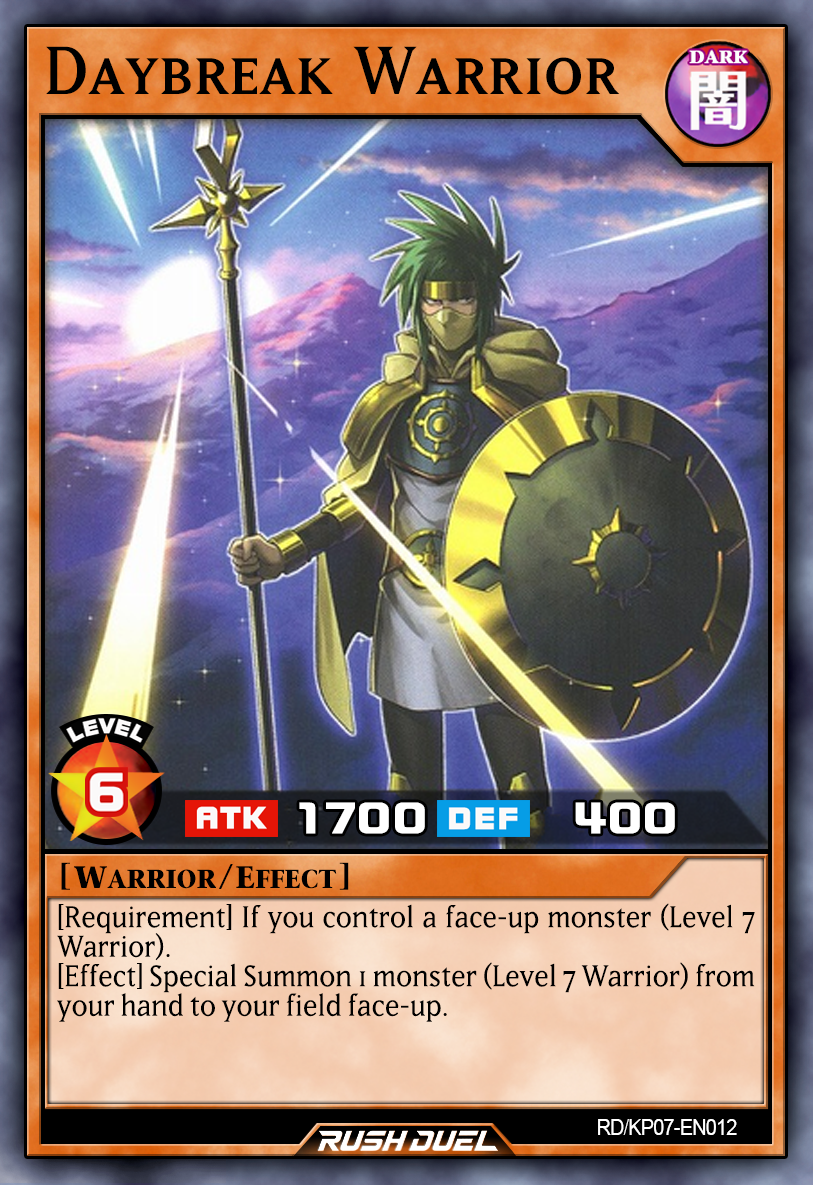 Daybreak Warrior
DARK
闇
LEVEL
6
ATK 1700 DEF 400
[Warrior/Effect]
[Requirement] If you control a face-up monster (Level 7
Warrior).
[Effect] Special Summon 1 monster (Level 7 Warrior) from
your hand to your field face-up.
RD/KP07-EN012
RUSH DUEL